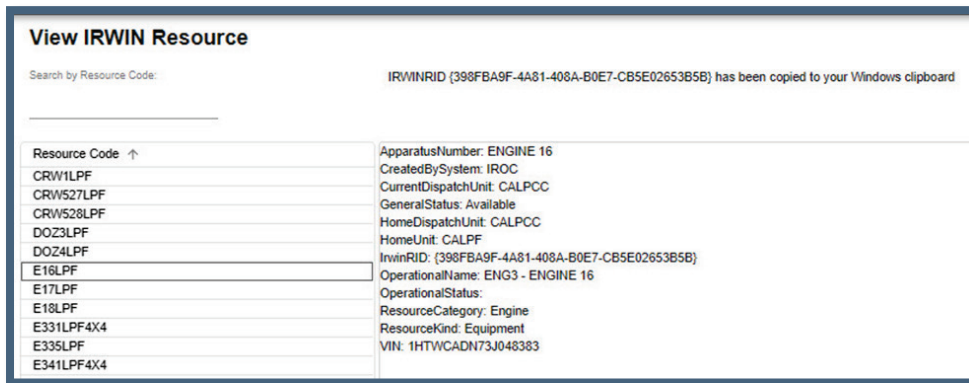 View IRWIN Resource
Search by Resource Code:
IRWINRID {398FBA9F-4A81-408A-B0E7-CB5E02653B5B} has been copied to your Windows clipboard
Resource Code ↑
CRW1LPF
CRW527LPF
CRW528LPF
DOZ3LPF
DOZ4LPF
E16LPF
E17LPF
E18LPF
E331LPF4X4
E335LPF
E341LPF4X4
ApparatusNumber: ENGINE 16
CreatedBySystem: IROC
CurrentDispatchUnit: CALPCC
GeneralStatus: Available
HomeDispatchUnit: CALPCC
HomeUnit: CALPF
IrwinRID: {398FBA9F-4A81-408A-B0E7-CB5E02653B5B}
OperationalName: ENG3 - ENGINE 16
OperationalStatus:
ResourceCategory: Engine
ResourceKind: Equipment
VIN: 1HTWCADN73J048383